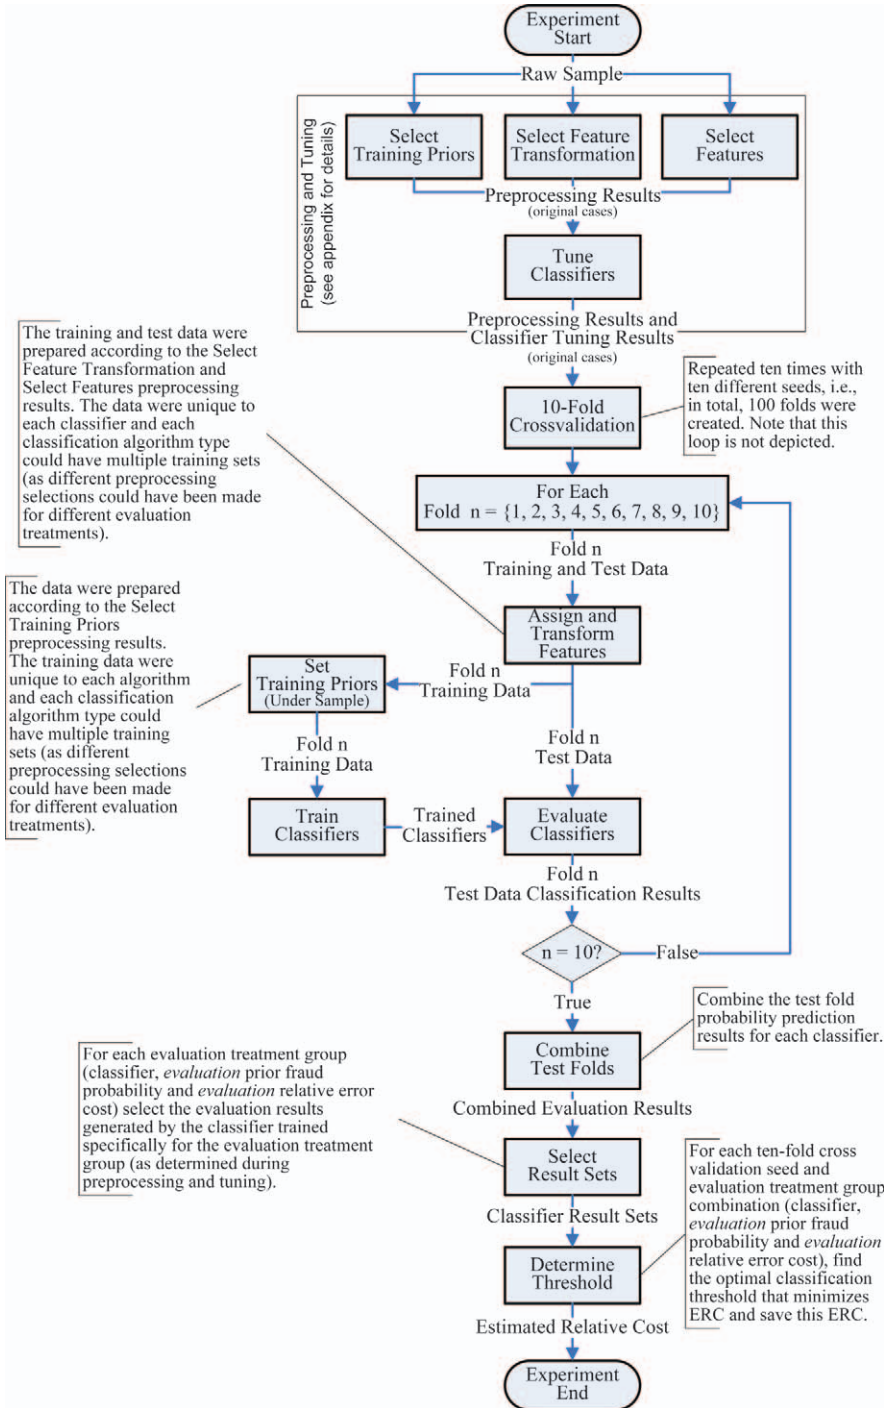 Experiment
Start
Raw Sample
Preprocessing and Tuning
(see appendix for details)
Select
Training Priors
Select Feature
Transformation
Select
Features
Preprocessing Results
(original cases)
Tune
Classifiers
Preprocessing Results and
Classifier Tuning Results
(original cases)
The training and test data were
prepared according to the Select
Feature Transformation and
Select Features preprocessing
results. The data were unique to
each classifier and each
classification algorithm type
could have multiple training sets
(as different preprocessing
selections could have been made
for different evaluation
treatments).
10-Fold
Crossvalidation
Repeated ten times with
ten different seeds, i.e.,
in total, 100 folds were
created. Note that this
loop is not depicted.
For Each
Fold n = {1, 2, 3, 4, 5, 6, 7, 8, 9, 10}
Fold n
Training and Test Data
Assign and
Transform
Features
The data were prepared
according to the Select
Training Priors
preprocessing results.
The training data were
unique to each algorithm
and each classification
algorithm type could
have multiple training
sets (as different
preprocessing selections
could have been made
for different evaluation
treatments).
Set
Training Priors
(Under Sample)
Fold n
Training Data
Fold n
Training Data
Fold n
Test Data
Train
Classifiers
Trained
Classifiers
Evaluate
Classifiers
Fold n
Test Data Classification Results
n = 10?
False
True
Combine the test fold
probability prediction
results for each classifier.
Combine
Test Folds
Combined Evaluation Results
For each evaluation treatment group
(classifier, evaluation prior fraud
probability and evaluation relative error
cost) select the evaluation results
generated by the classifier trained
specifically for the evaluation treatment
group (as determined during
preprocessing and tuning).
Select
Result Sets
Classifier Result Sets
For each ten-fold cross
validation seed and
evaluation treatment group
combination (classifier,
evaluation prior fraud
probability and evaluation
relative error cost), find
the optimal classification
threshold that minimizes
ERC and save this ERC.
Determine
Threshold
Estimated Relative Cost
Experiment
End